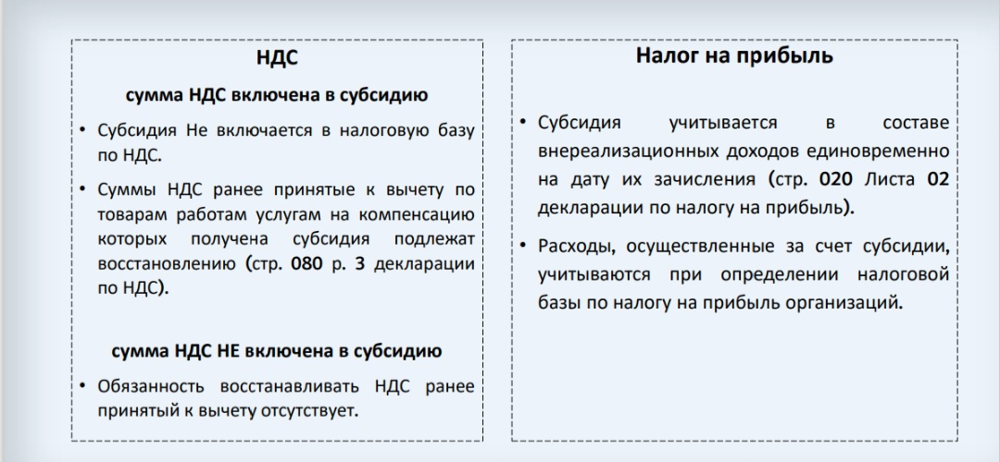 НДС
сумма НДС включена в субсидию
• Субсидия Не включается в налоговую базу
по НДС.
• Суммы НДС ранее принятые к вычету по
товарам работам услугам на компенсацию
которых получена субсидия подлежат
восстановлению (стр. 080 р. 3 декларации
по НДС).
сумма НДС НЕ включена в субсидию
• Обязанность восстанавливать НДС ранее
принятый к вычету отсутствует.
Налог на прибыль
• Субсидия учитывается в составе
внереализационных доходов единовременно
на дату их зачисления (стр. 020 Листа 02
декларации по налогу на прибыль).
• Расходы, осуществленные за счет субсидии,
учитываются при определении налоговой
базы по налогу на прибыль организаций.